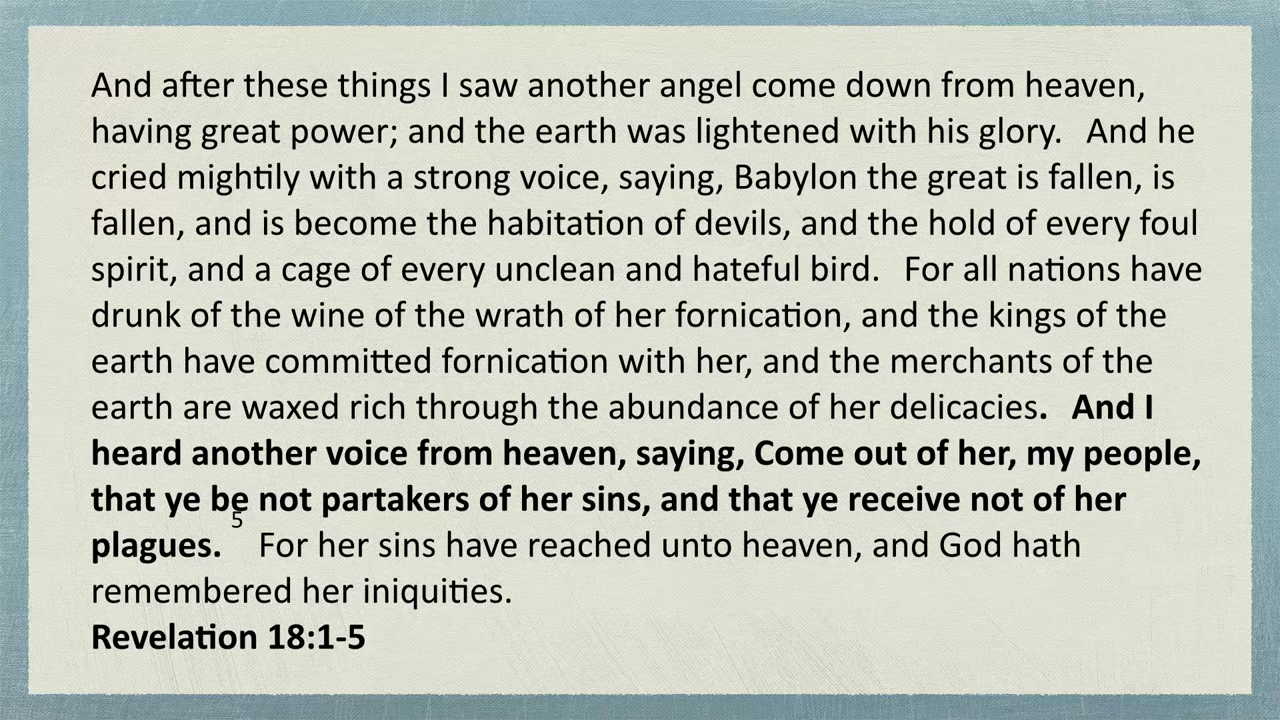 And after these things I saw another angel come down from heaven,
having great power; and the earth was lightened with his glory.   And he
cried mightily with a strong voice, saying, Babylon the great is fallen, is
fallen, and is become the habitation of devils, and the hold of every foul
spirit, and a cage of every unclean and hateful bird.   For all nations have
drunk of the wine of the wrath of her fornication, and the kings of the
earth have committed fornication with her, and the merchants of the
earth are waxed rich through the abundance of her delicacies.   And I
heard another voice from heaven, saying, Come out of her, my people,
that ye be not partakers of her sins, and that ye receive not of her
plagues. 5 For her sins have reached unto heaven, and God hath
remembered her iniquities.
Revelation 18:1-5